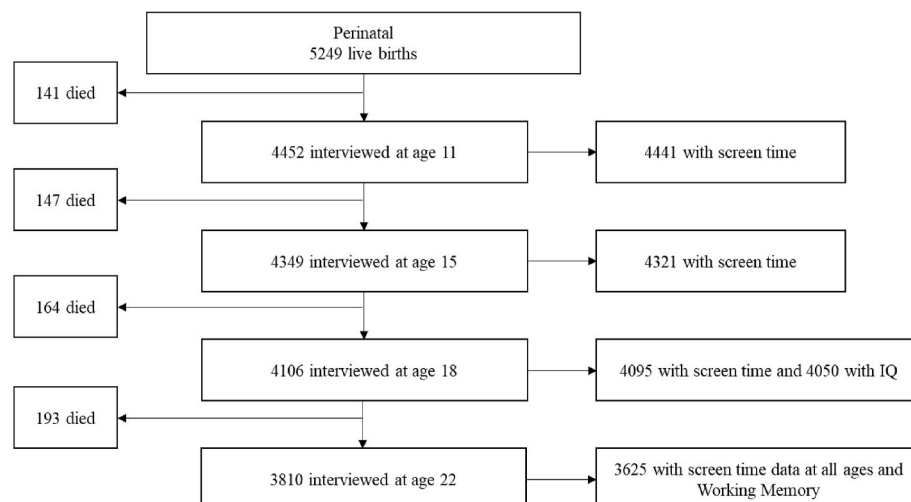 Perinatal
5249 live births
141 died
4452 interviewed at age 11
4441 with screen time
147 died
4349 interviewed at age 15
4321 with screen time
164 died
4106 interviewed at age 18
4095 with screen time and 4050 with IQ
193 died
3810 interviewed at age 22
3625 with screen time data at all ages and
Working Memory